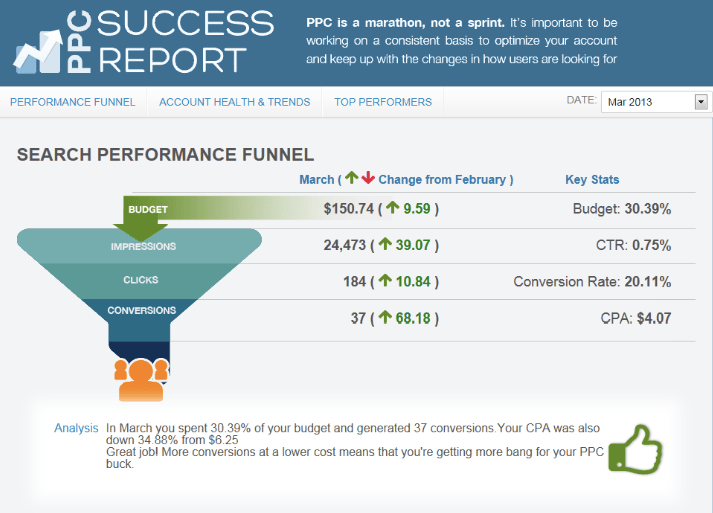 PPC SUCCESS
REPORT
PPC is a marathon, not a sprint. It's important to be
working on a consistent basis to optimize your account
and keep up with the changes in how users are looking for
PERFORMANCE FUNNEL ACCOUNT HEALTH & TRENDS TOP PERFORMERS DATE: Mar 2013
SEARCH PERFORMANCE FUNNEL
March ( Change from February ) Key Stats
BUDGET $150.74 ( 9.59 ) Budget: 30.39%
IMPRESSIONS 24,473 ( 39.07 ) CTR: 0.75%
CLICKS 184 ( 10.84 ) Conversion Rate: 20.11%
CONVERSIONS 37 ( 68.18 ) CPA: $4.07
Analysis In March you spent 30.39% of your budget and generated 37 conversions.Your CPA was also
down 34.88% from $6.25
Great job! More conversions at a lower cost means that you're getting more bang for your PPC
buck.